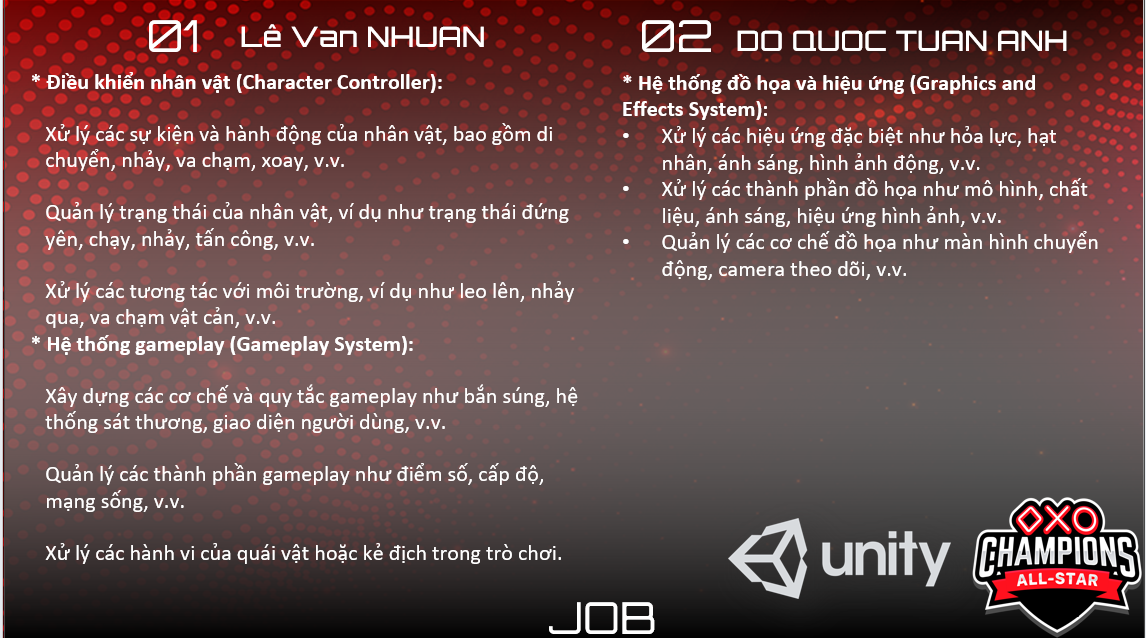 01 Lê Van NHUAN
* Điều khiển nhân vật (Character Controller):
Xử lý các sự kiện và hành động của nhân vật, bao gồm di
chuyển, nhảy, va chạm, xoay, v.v.
Quản lý trạng thái của nhân vật, ví dụ như trạng thái đứng
yên, chạy, nhảy, tấn công, v.v.
Xử lý các tương tác với môi trường, ví dụ như leo lên, nhảy
qua, va chạm vật cản, v.v.
* Hệ thống gameplay (Gameplay System):
Xây dựng các cơ chế và quy tắc gameplay như bắn súng, hệ
thống sát thương, giao diện người dùng, v.v.
Quản lý các thành phần gameplay như điểm số, cấp độ,
mạng sống, v.v.
Xử lý các hành vi của quái vật hoặc kẻ địch trong trò chơi.
02 DO QUOC TUAN ANH
* Hệ thống đồ họa và hiệu ứng (Graphics and
Effects System):
• Xử lý các hiệu ứng đặc biệt như hỏa lực, hạt
nhân, ánh sáng, hình ảnh động, v.v.
• Xử lý các thành phần đồ họa như mô hình, chất
liệu, ánh sáng, hiệu ứng hình ảnh, v.v.
• Quản lý các cơ chế đồ họa như màn hình chuyển
động, camera theo dõi, v.v.
unity
OXO
CHAMPIONS
ALL-STAR
JOB